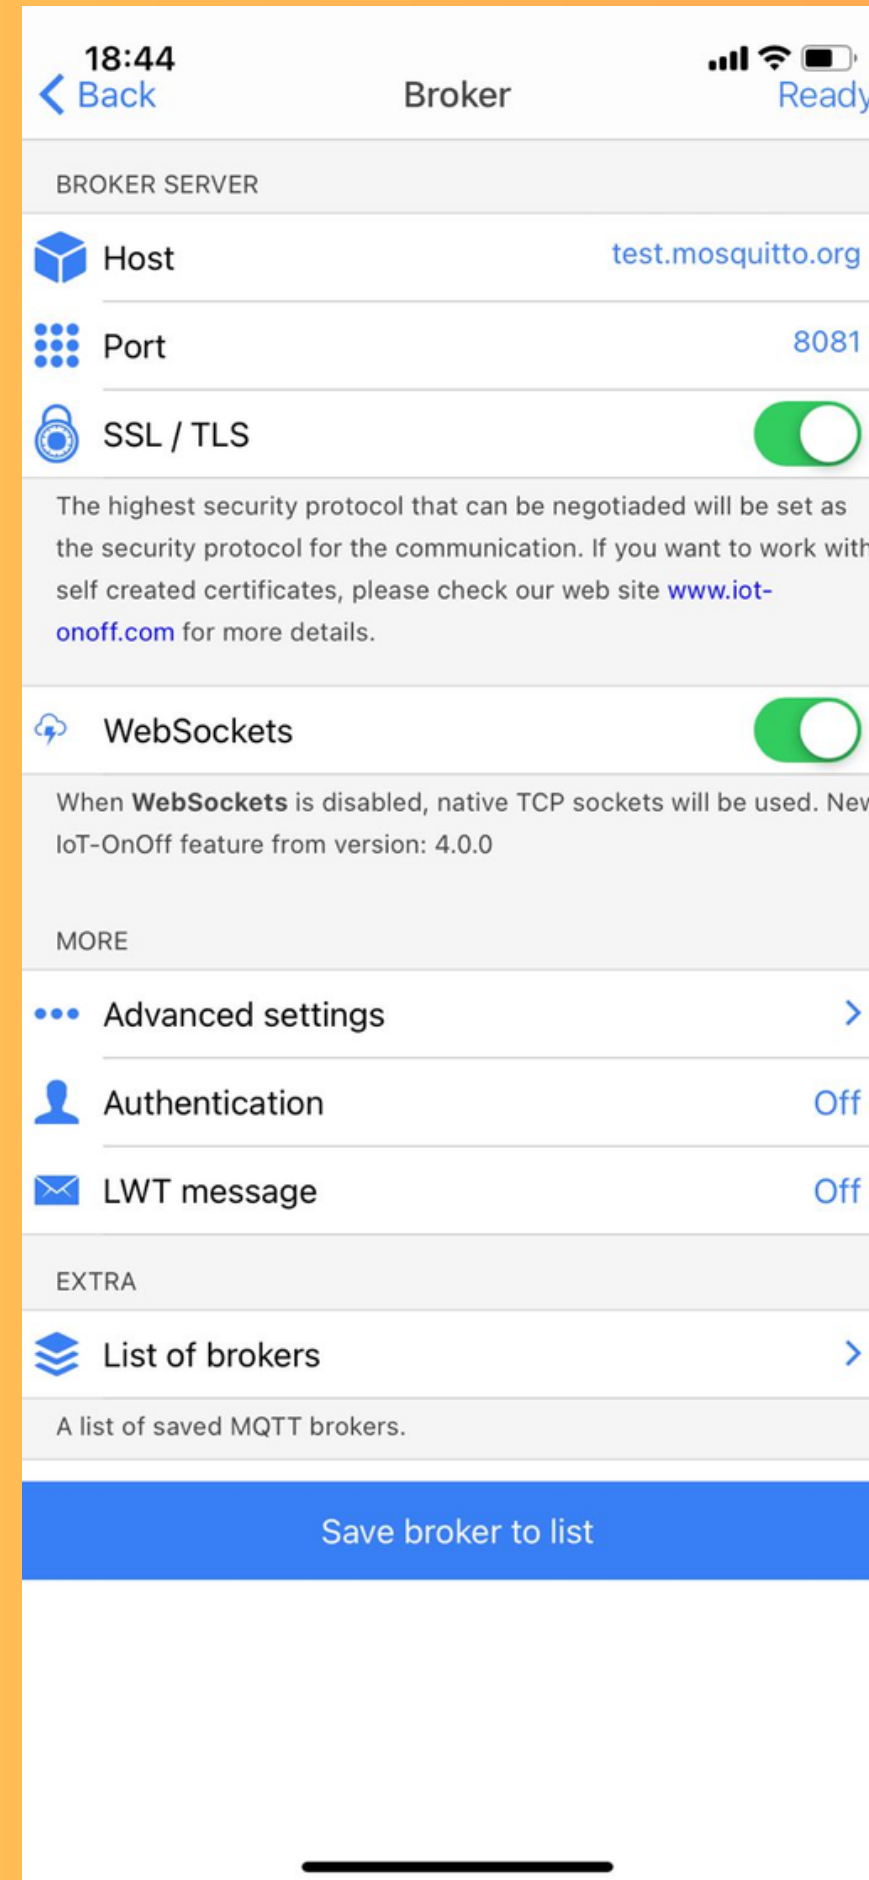 18:44
Back
Broker
Ready
BROKER SERVER
Host
test.mosquitto.org
Port
8081
SSL / TLS
The highest security protocol that can be negotiaded will be set as
the security protocol for the communication. If you want to work with
self created certificates, please check our web site www.iot-
onoff.com for more details.
WebSockets
When WebSockets is disabled, native TCP sockets will be used. New
IoT-OnOff feature from version: 4.0.0
MORE
Advanced settings
Authentication
Off
LWT message
Off
EXTRA
List of brokers
A list of saved MQTT brokers.
Save broker to list